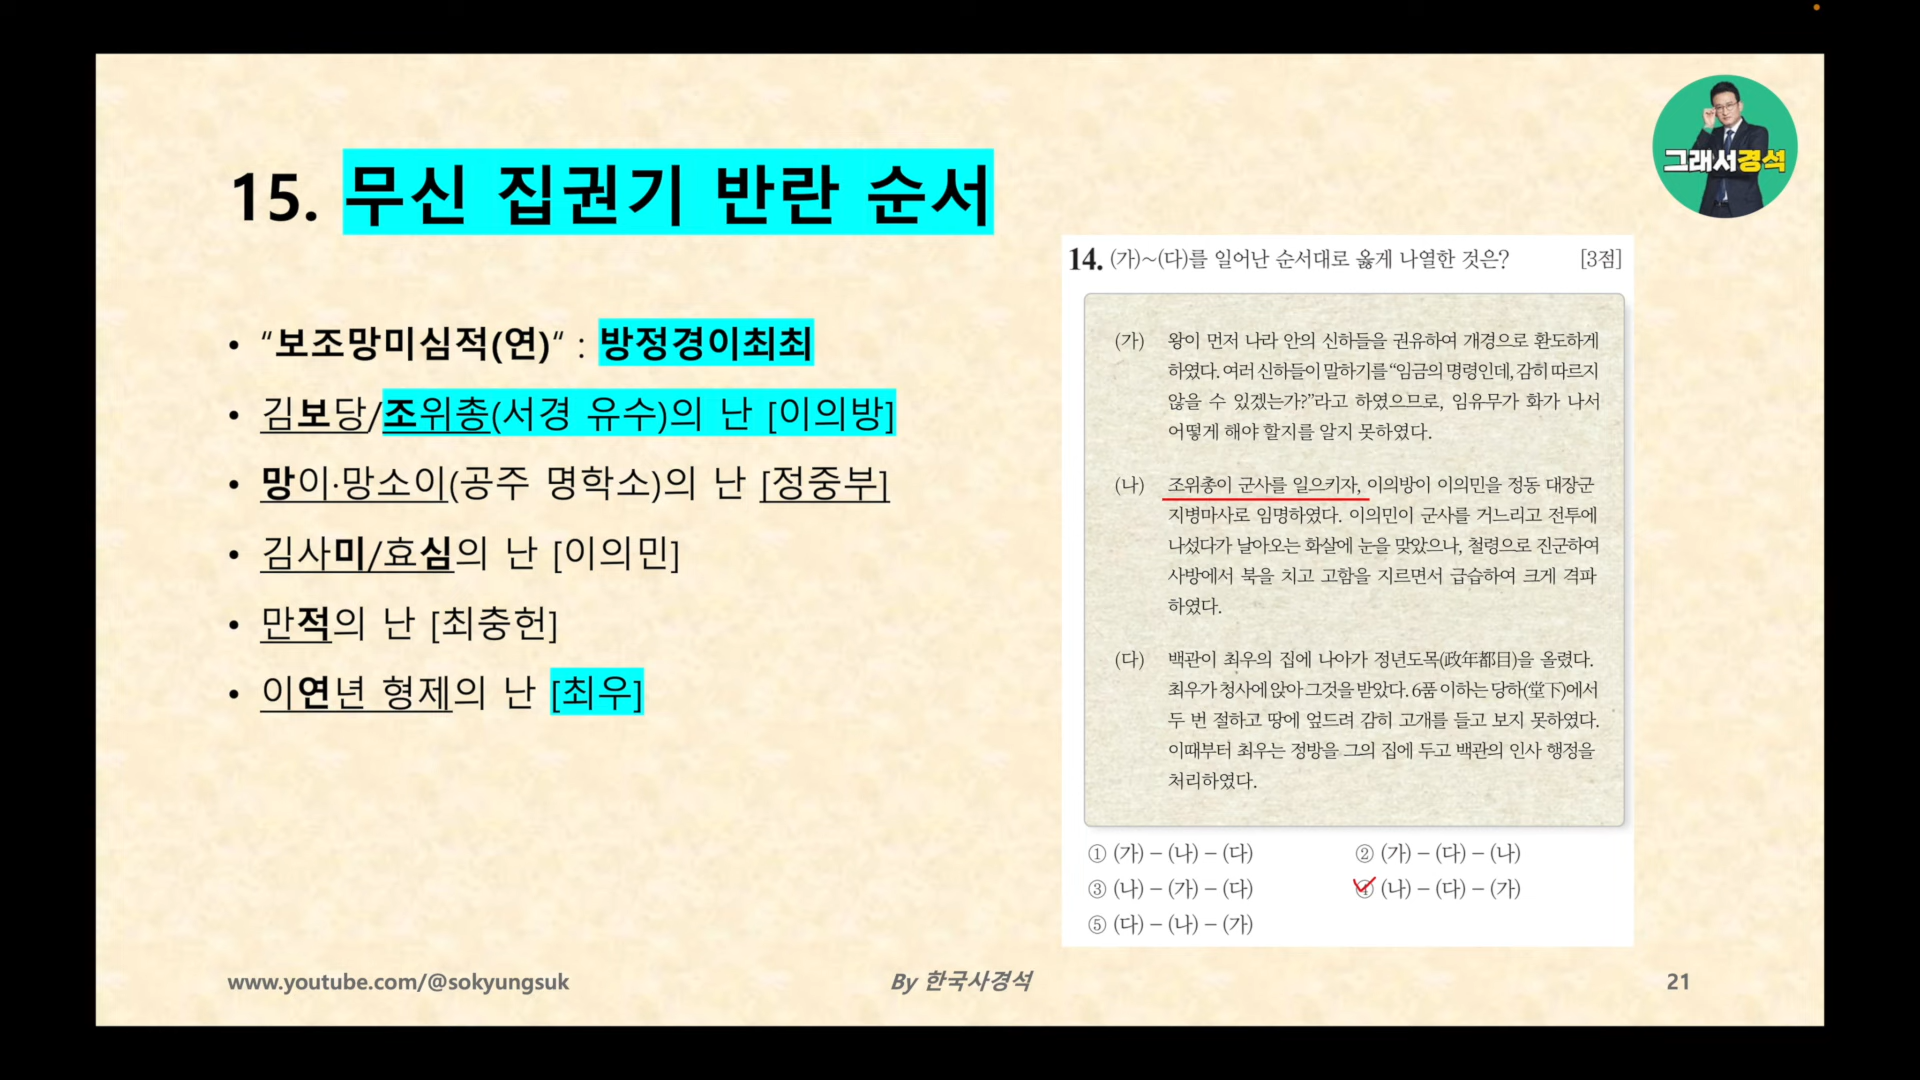 그래서경석
15. 무신 집권기 반란 순서
• “보조망미심적(연)“ : 방정경이최최
• 김보당/조위총(서경 유수)의 난 [이의방]
• 망이·망소이(공주 명학소)의 난 [정중부]
• 김사미/효심의 난 [이의민]
• 만적의 난 [최충헌]
• 이연년 형제의 난 [최우]
14. (가)~(다)를 일어난 순서대로 옳게 나열한 것은? [3점]
(가) 왕이 먼저 나라 안의 신하들을 권유하여 개경으로 환도하게
하였다. 여러 신하들이 말하기를 “임금의 명령인데, 감히 따르지
않을 수 있겠는가?”라고 하였으므로, 임유무가 화가 나서
어떻게 해야 할지를 알지 못하였다.
(나) 조위총이 군사를 일으키자, 이의방이 이의민을 정동 대장군
지병마사로 임명하였다. 이의민이 군사를 거느리고 전투에
나섰다가 날아오는 화살에 눈을 맞았으나, 철령으로 진군하여
사방에서 북을 치고 고함을 지르면서 급습하여 크게 격파
하였다.
(다) 백관이 최우의 집에 나아가 정년도목(政年都目)을 올렸다.
최우가 청사에 앉아 그것을 받았다. 6품 이하는 당하(堂下)에서
두 번 절하고 땅에 엎드려 감히 고개를 들고 보지 못하였다.
이때부터 최우는 정방을 그의 집에 두고 백관의 인사 행정을
처리하였다.
① (가) – (나) – (다) ② (가) – (다) – (나)
③ (나) – (가) – (다) ④ (나) – (다) – (가)
⑤ (다) – (나) – (가)
www.youtube.com/@sokyungsuk By 한국사경석 21